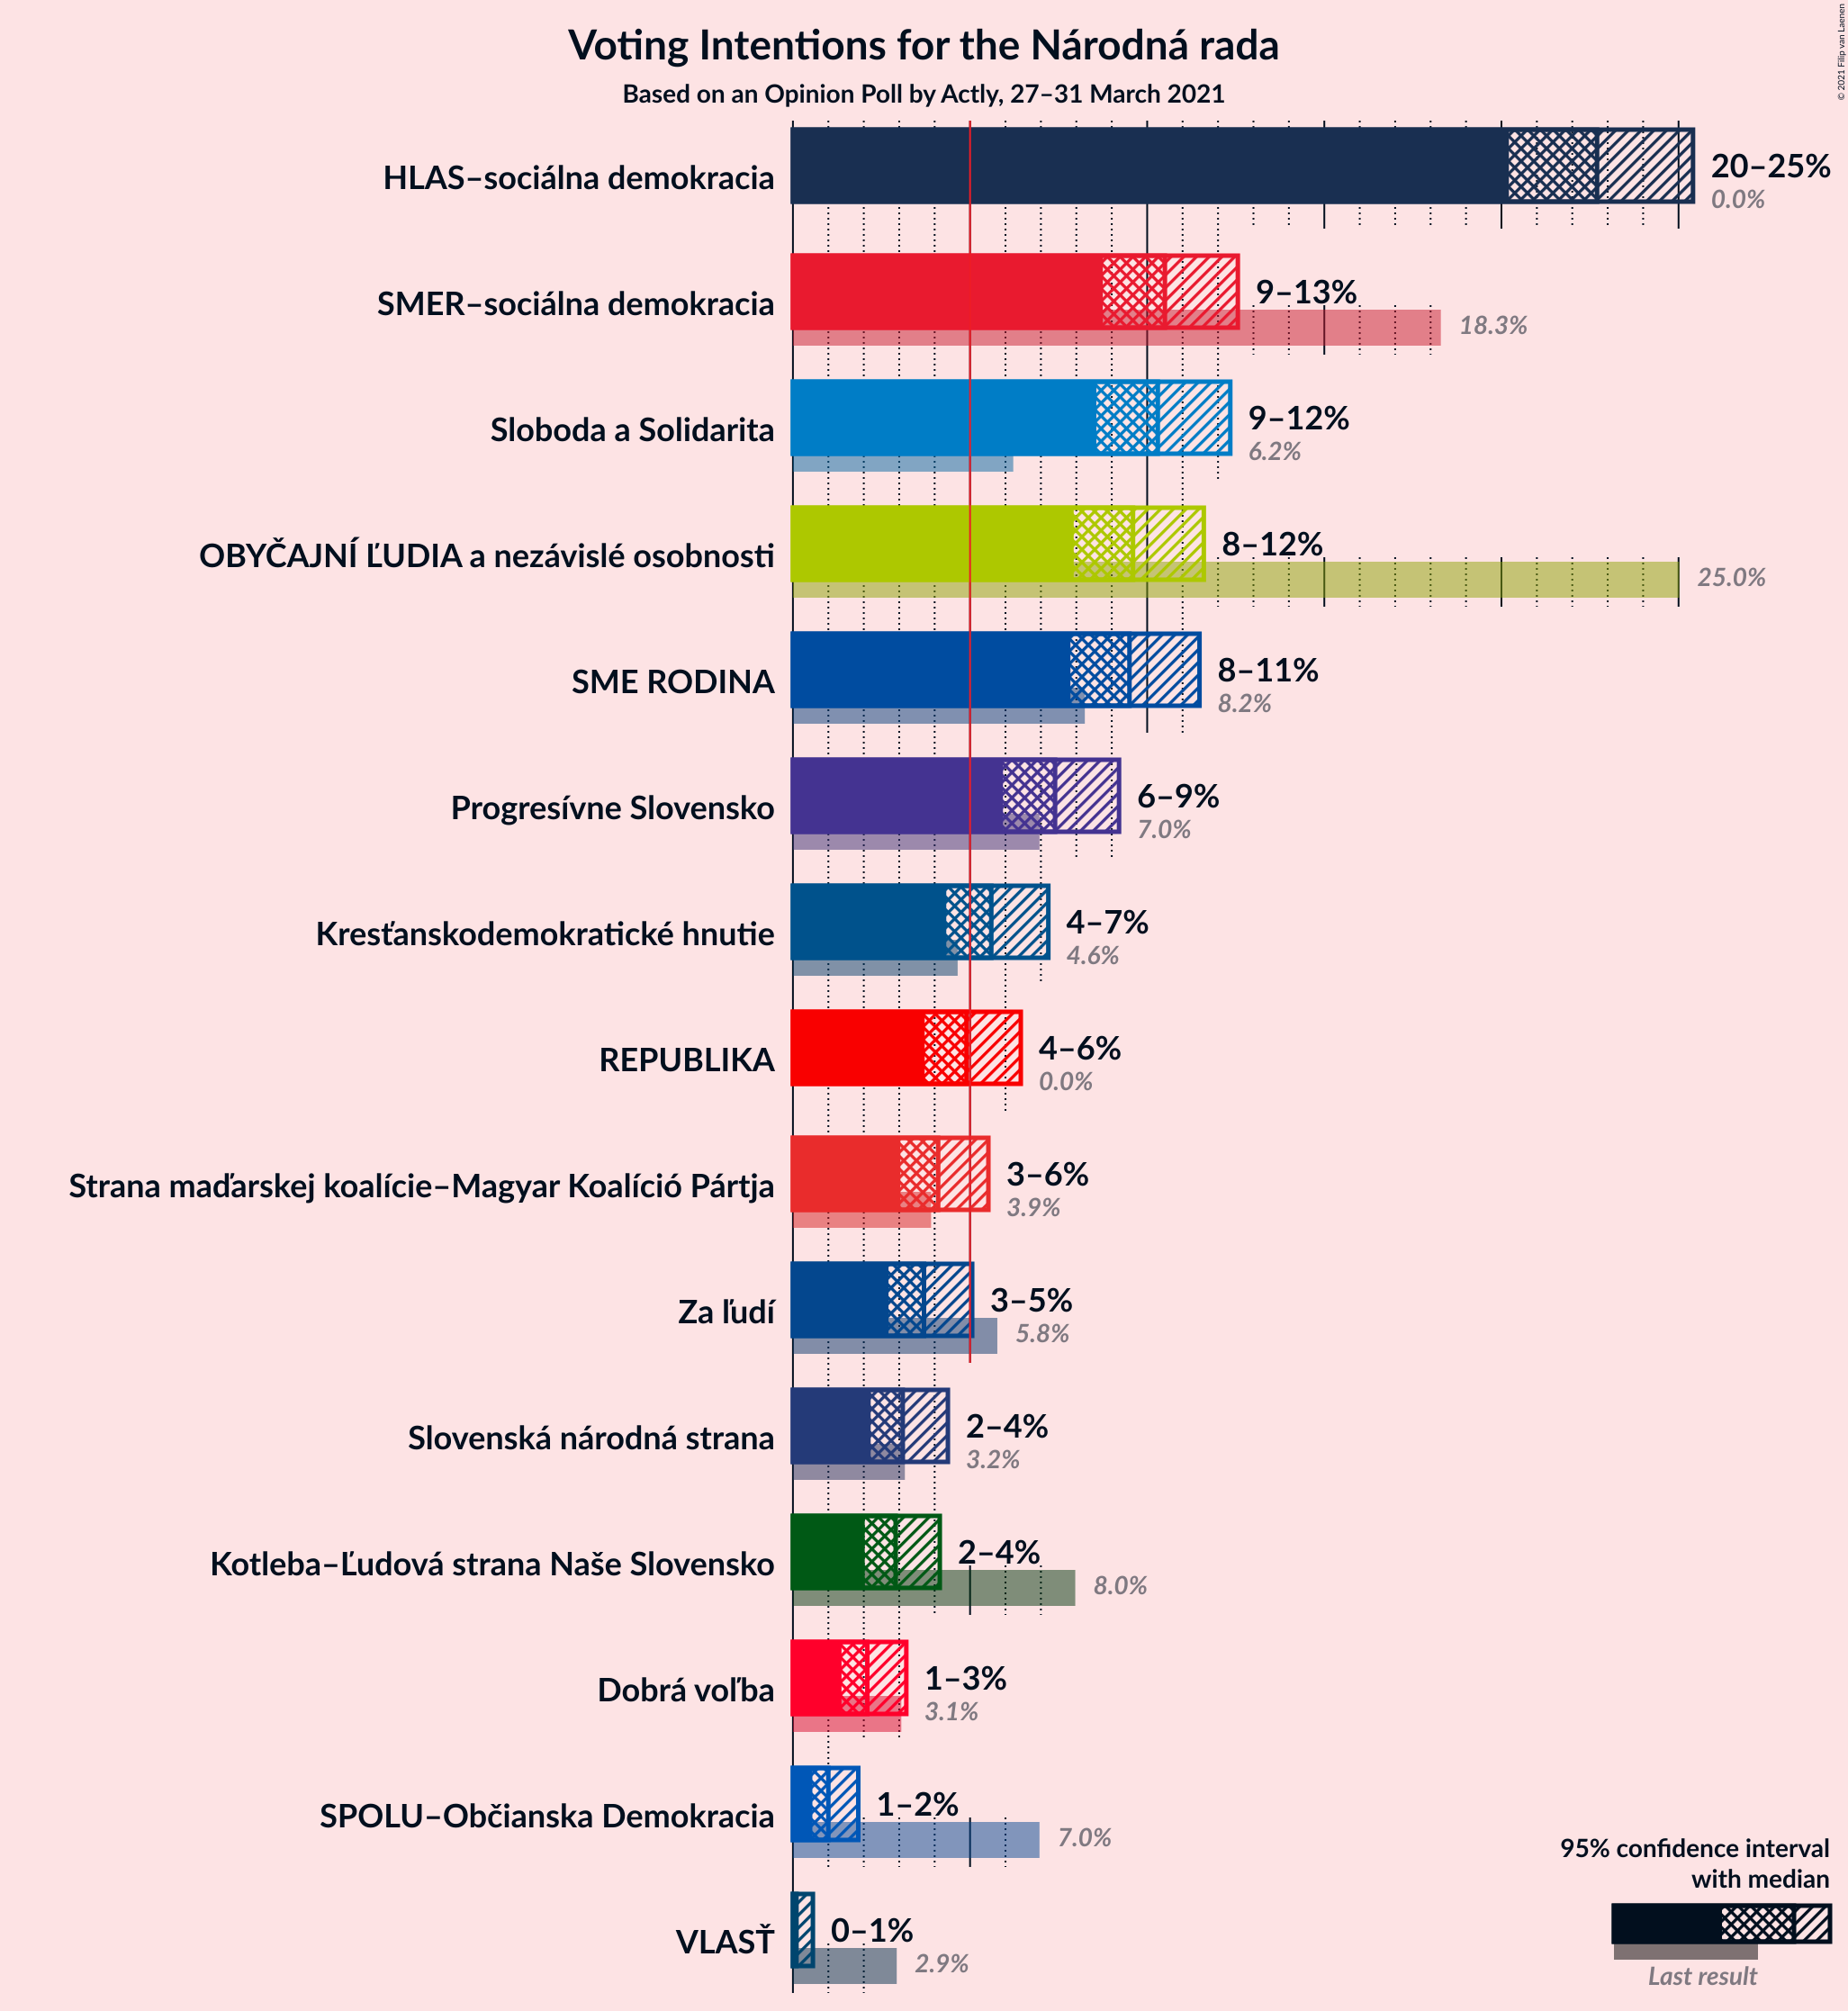 Voting Intentions for the Národná rada
Based on an Opinion Poll by Actly, 27–31 March 2021
© 2021 Filip van Laenen
HLAS–sociálna demokracia
20–25%
0.0%
SMER–sociálna demokracia
9–13%
18.3%
Sloboda a Solidarita
9–12%
6.2%
OBYČAJNÍ ĽUDIA a nezávislé osobnosti
8–12%
25.0%
SME RODINA
8–11%
8.2%
Progresívne Slovensko
6–9%
7.0%
Kresťanskodemokratické hnutie
4–7%
4.6%
REPUBLIKA
4–6%
0.0%
Strana maďarskej koalície–Magyar Koalíció Pártja
3–6%
3.9%
Za ľudí
3–5%
5.8%
Slovenská národná strana
2–4%
3.2%
Kotleba–Ľudová strana Naše Slovensko
2–4%
8.0%
Dobrá voľba
1–3%
3.1%
SPOLU–Občianska Demokracia
1–2%
7.0%
VLASŤ
0–1%
2.9%
95% confidence interval
with median
Last result